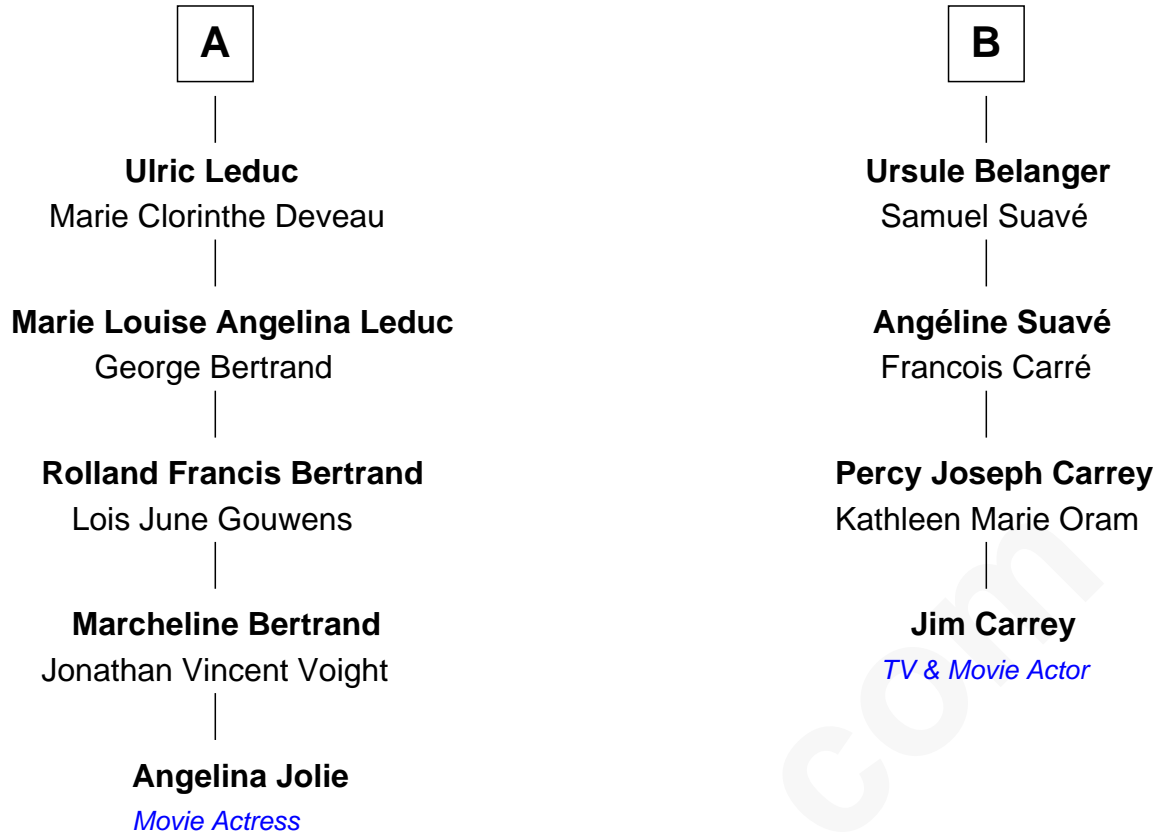 A
Ulric Leduc
Marie Clorinthe Deveau
Marie Louise Angelina Leduc
George Bertrand
Rolland Francis Bertrand
Lois June Gouwens
Marcheline Bertrand
Jonathan Vincent Voight
Angelina Jolie
Movie Actress
B
Ursule Belanger
Samuel Suavé
Angéline Suavé
Francois Carré
Percy Joseph Carrey
Kathleen Marie Oram
Jim Carrey
TV & Movie Actor
com